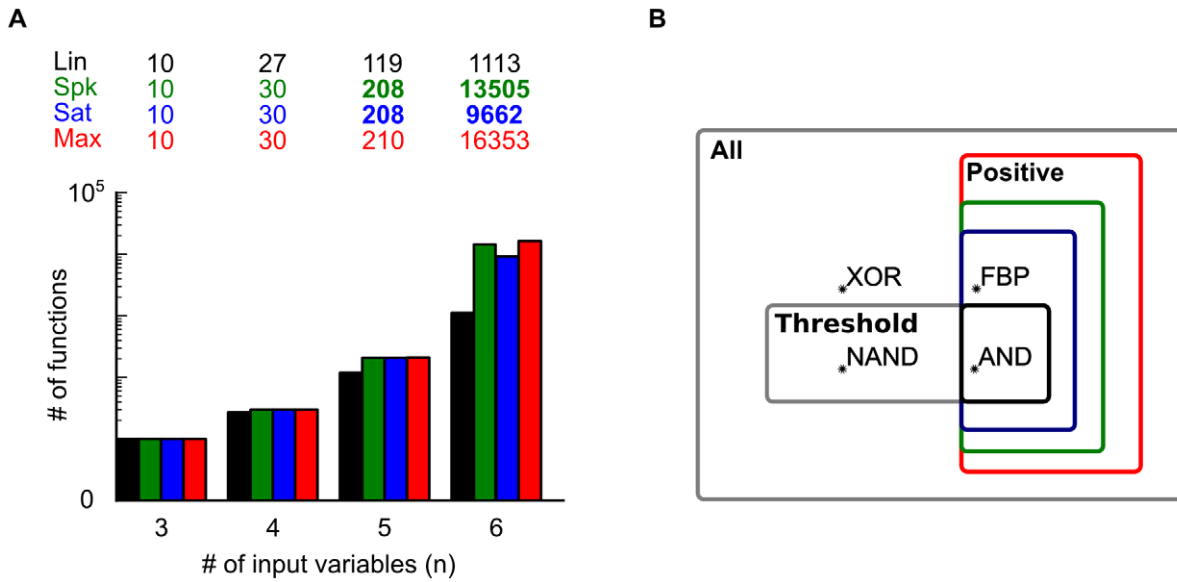 A
Lin 10 27 119 1113
Spk 10 30 208 13505
Sat 10 30 208 9662
Max 10 30 210 16353
10^5
# of functions
0
3 4 5 6
# of input variables (n)
B
All
Positive
*XOR *FBP
Threshold
*NAND *AND